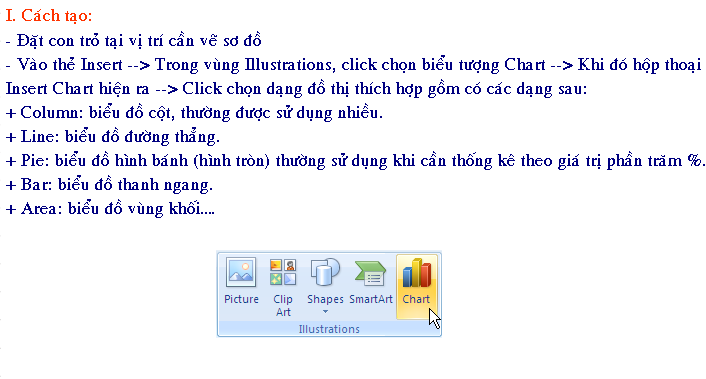 I. Cách tạo:
- Đặt con trỏ tại vị trí cần vẽ sơ đồ
- Vào thẻ Insert --> Trong vùng Illustrations, click chọn biểu tượng Chart --> Khi đó hộp thoại
Insert Chart hiện ra --> Click chọn dạng đồ thị thích hợp gồm có các dạng sau:
+ Column: biểu đồ cột, thường được sử dụng nhiều.
+ Line: biểu đồ đường thẳng.
+ Pie: biểu đồ hình bánh (hình tròn) thường sử dụng khi cần thống kê theo giá trị phần trăm %.
+ Bar: biểu đồ thanh ngang.
+ Area: biểu đồ vùng khối....
Picture Clip Art Shapes SmartArt Chart
Illustrations